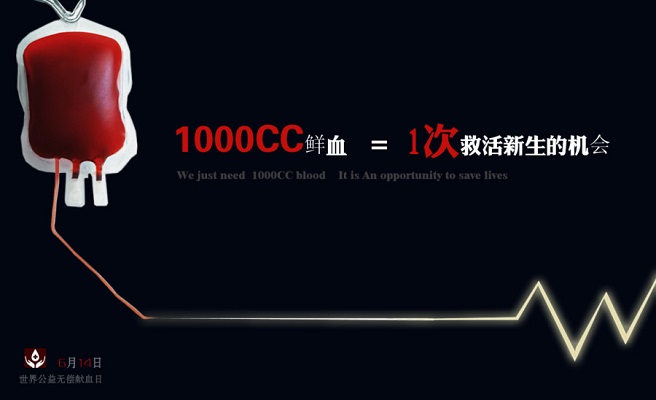 1000CC鲜血 = 1次救活新生的机会
We just need 1000CC blood It is An opportunity to save lives
6月14日
世界公益无偿献血日